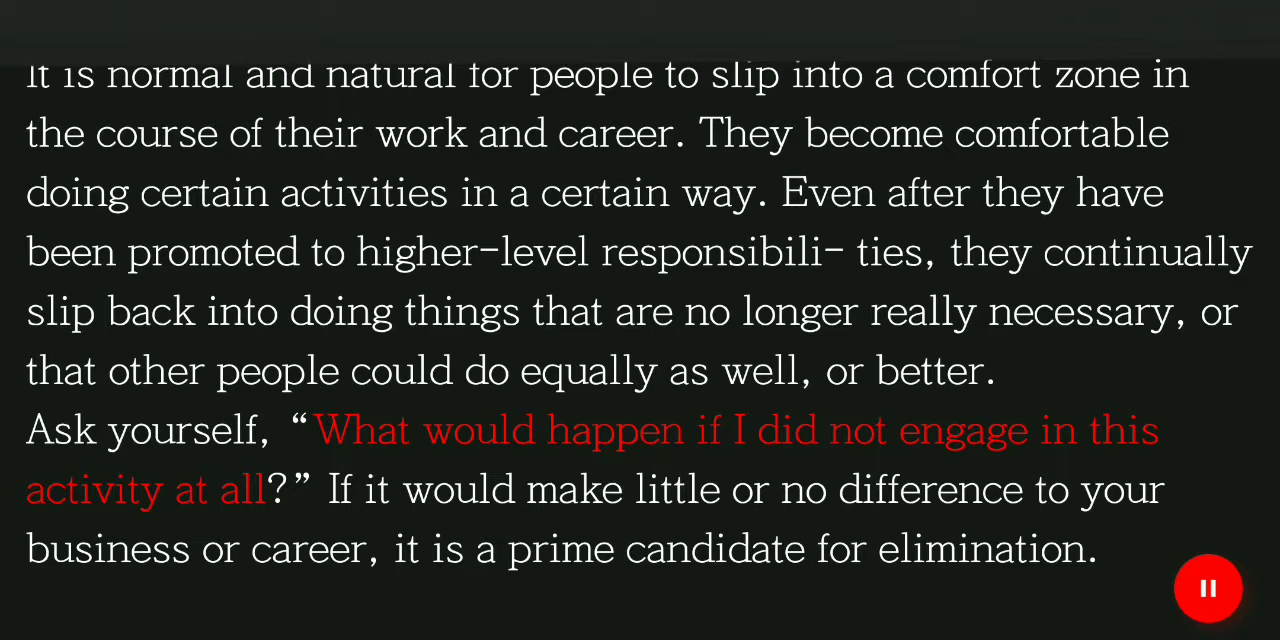 It is normal and natural for people to slip into a comfort zone in
the course of their work and career. They become comfortable
doing certain activities in a certain way. Even after they have
been promoted to higher-level responsibili- ties, they continually
slip back into doing things that are no longer really necessary, or
that other people could do equally as well, or better.
Ask yourself, “What would happen if I did not engage in this
activity at all?” If it would make little or no difference to your
business or career, it is a prime candidate for elimination.